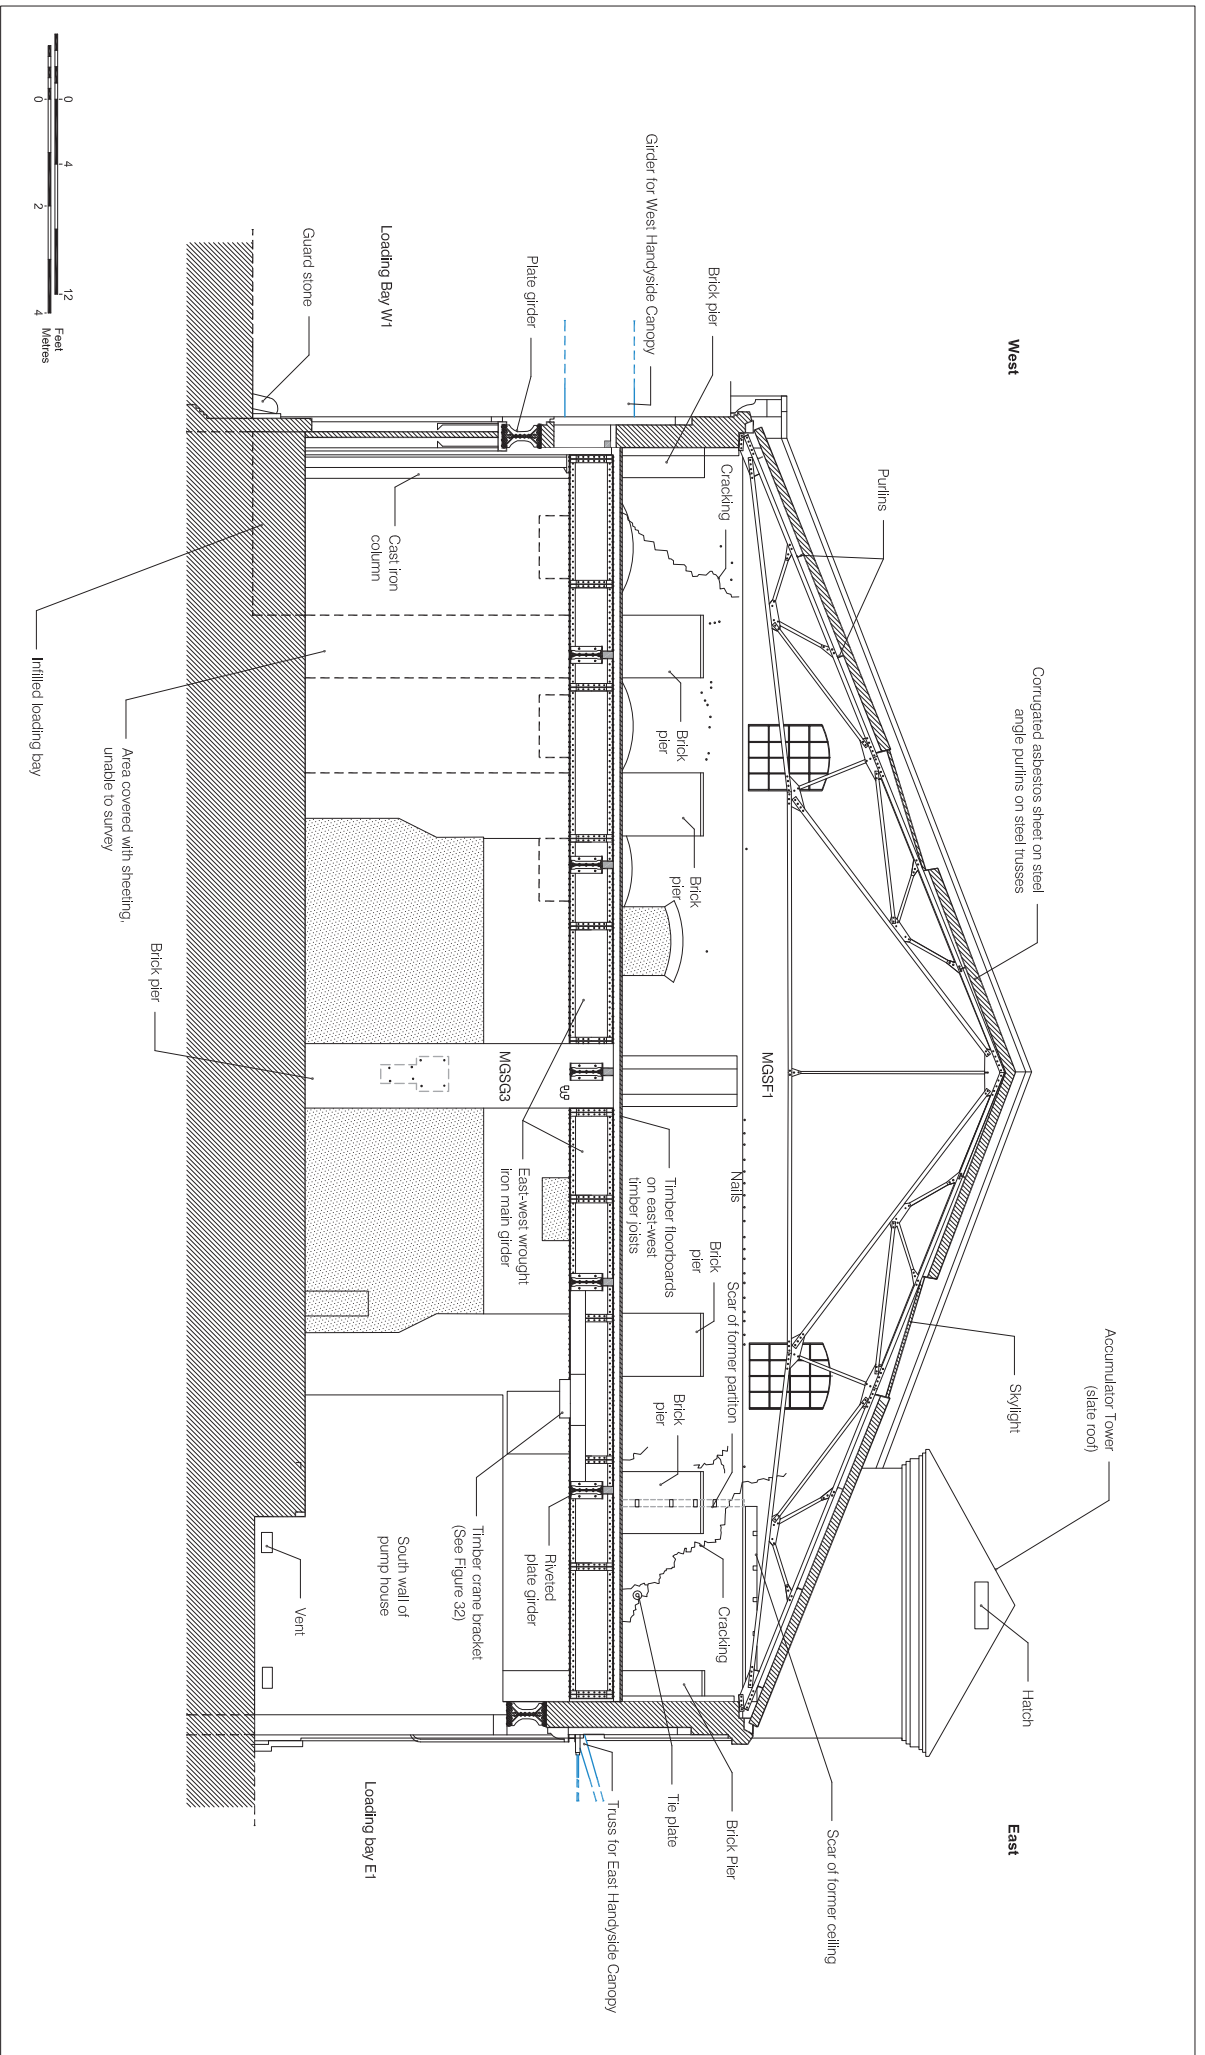 West
East
Accumulator Tower
(slate roof)
Hatch
Corrugated asbestos sheet on steel
angle purlins on steel trusses
Skylight
Purlins
Scar of former ceiling
Brick pier
Girder for West Handyside Canopy
Plate girder
Loading Bay W1
Guard stone
Cracking
Brick
pier
Brick
pier
MGSF1
Nails
Brick
pier
Scar of former partiton
Brick
pier
Cracking
Brick Pier
Tie plate
Truss for East Handyside Canopy
Timber floorboards
on east-west
timber joists
East-west wrought
iron main girder
MGSG3
Cast iron
column
Riveted
plate girder
Timber crane bracket
(See Figure 32)
South wall of
pump house
Vent
Loading bay E1
Brick pier
Area covered with sheeting,
unable to survey
Infilled loading bay
0 4 12
Feet
0 2 4
Metres